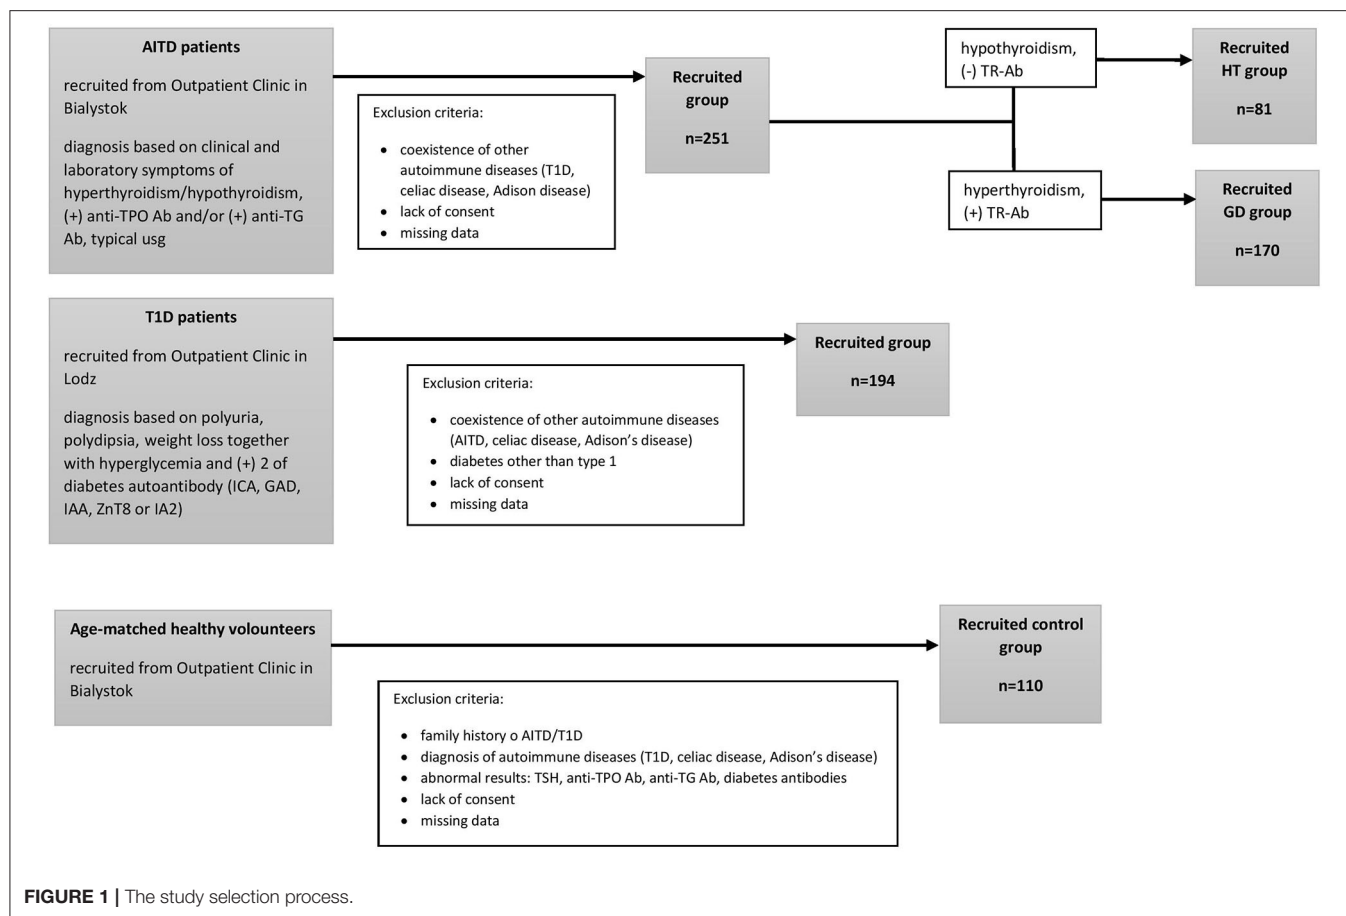 AITD patients
recruited from Outpatient Clinic in
Bialystok
diagnosis based on clinical and
laboratory symptoms of
hyperthyroidism/hypothyroidism,
(+) anti-TPO Ab and/or (+) anti-TG
Ab, typical usg
Exclusion criteria:
• coexistence of other
autoimmune diseases (T1D,
celiac disease, Adison disease)
• lack of consent
• missing data
Recruited
group
n=251
hypothyroidism,
(-) TR-Ab
Recruited
HT group
n=81
hyperthyroidism,
(+) TR-Ab
Recruited
GD group
n=170
T1D patients
recruited from Outpatient Clinic in
Lodz
diagnosis based on polyuria,
polydipsia, weight loss together
with hyperglycemia and (+) 2 of
diabetes autoantibody (ICA, GAD,
IAA, ZnT8 or IA2)
Exclusion criteria:
• coexistence of other autoimmune diseases
(AITD, celiac disease, Adison’s disease)
• diabetes other than type 1
• lack of consent
• missing data
Recruited group
n=194
Age-matched healthy volounteers
recruited from Outpatient Clinic in
Bialystok
Exclusion criteria:
• family history o AITD/T1D
• diagnosis of autoimmune diseases (T1D, celiac disease, Adison’s disease)
• abnormal results: TSH, anti-TPO Ab, anti-TG Ab, diabetes antibodies
• lack of consent
• missing data
Recruited control
group
n=110
FIGURE 1 | The study selection process.